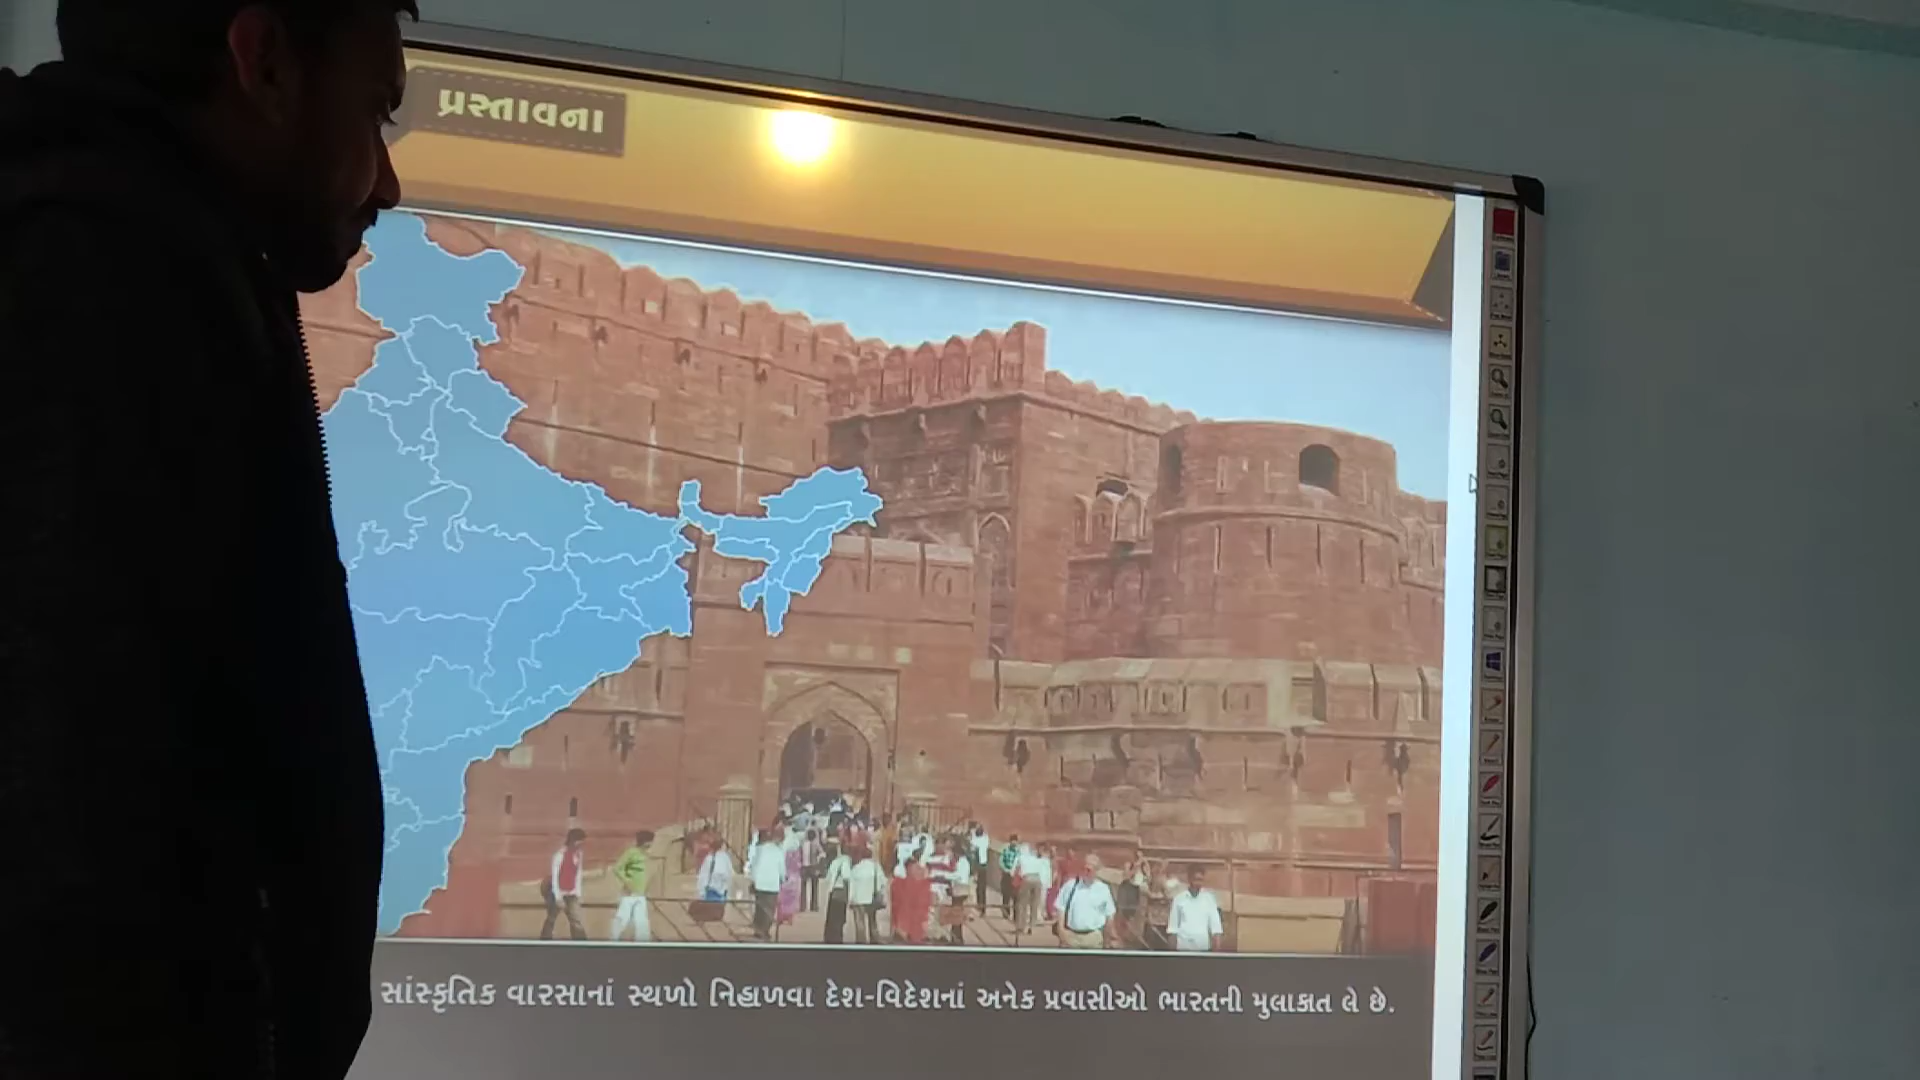 પ્રસ્તાવના
સાંસ્કૃતિક વારસાનાં સ્થળો નિહાળવા દેશ-વિદેશનાં અનેક પ્રવાસીઓ ભારતની મુલાકાત લે છે.